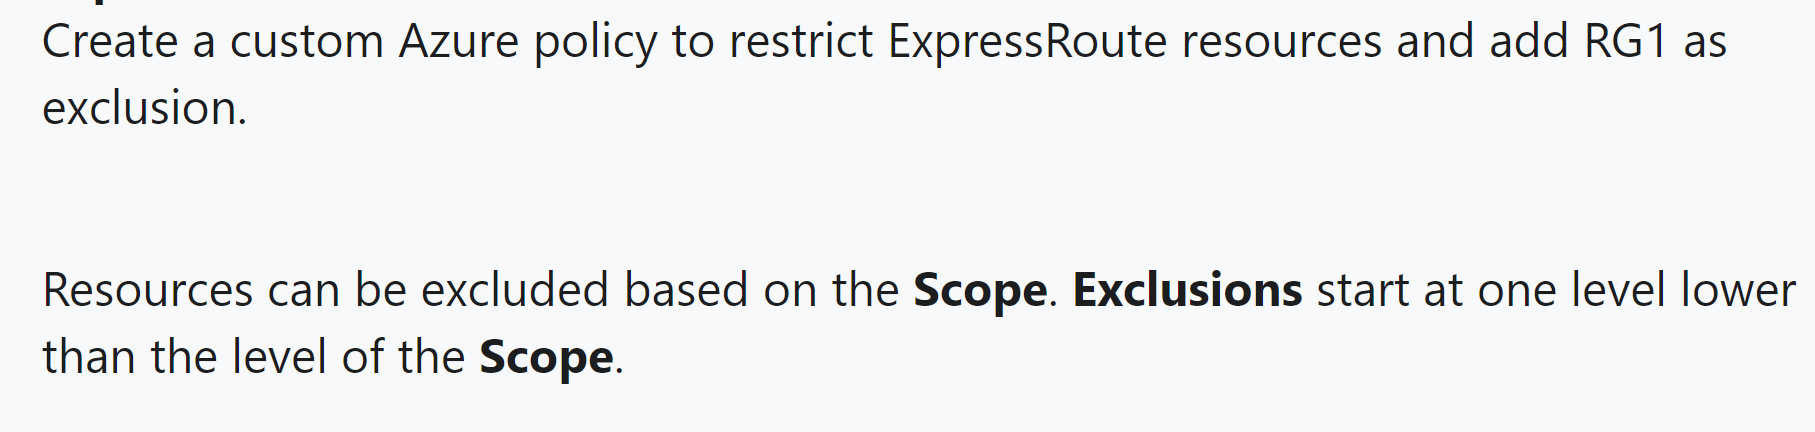 Create a custom Azure policy to restrict ExpressRoute resources and add RG1 as
exclusion.
Resources can be excluded based on the Scope. Exclusions start at one level lower
than the level of the Scope.